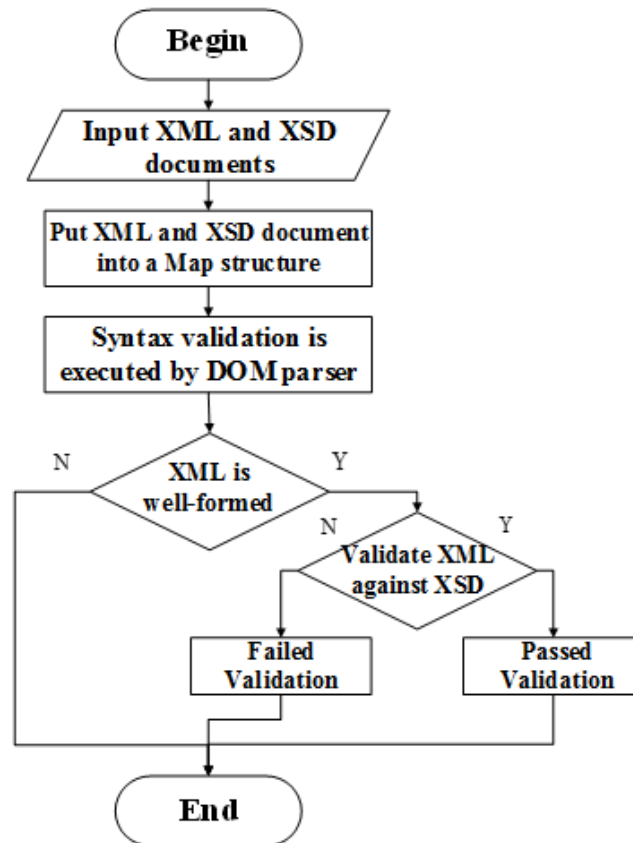 Begin
Input XML and XSD
documents
Put XML and XSD document
into a Map structure
Syntax validation is
executed by DOM parser
N
Y
XML is
well-formed
N
Y
Validate XML
against XSD
Failed
Validation
Passed
Validation
End